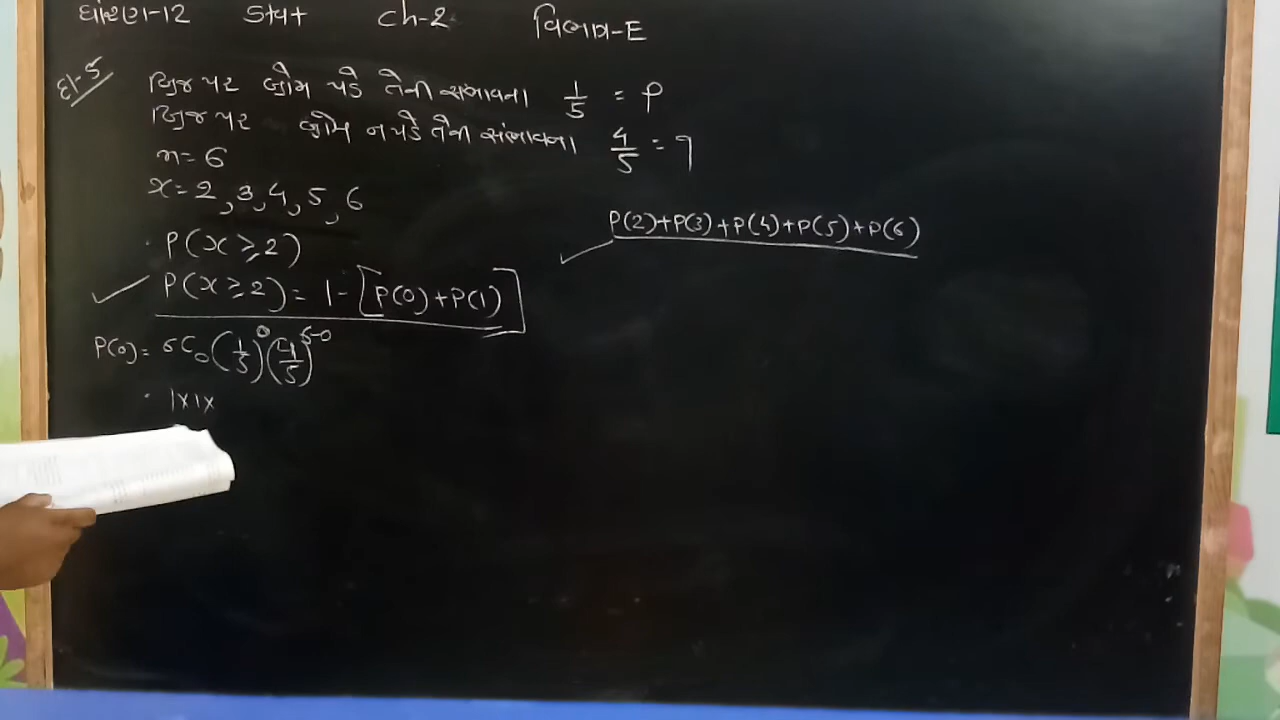 ધોરણ-12 Stat ch-2 વિભાગ-E
દા-5 બ્રિજ પર જોમ પડે તેની સંભાવના 1/5 = p
બ્રિજ પર જોમ ન પડે તેની સંભાવના 4/5 = q
n=6
x=2,3,4,5,6
P(2)+P(3)+P(4)+P(5)+P(6)
P(x≥2)
P(x≥2)= 1-[P(0)+P(1)]
P(0)= 6C₀(1/5)⁰(4/5)⁶⁻⁰
1x1x